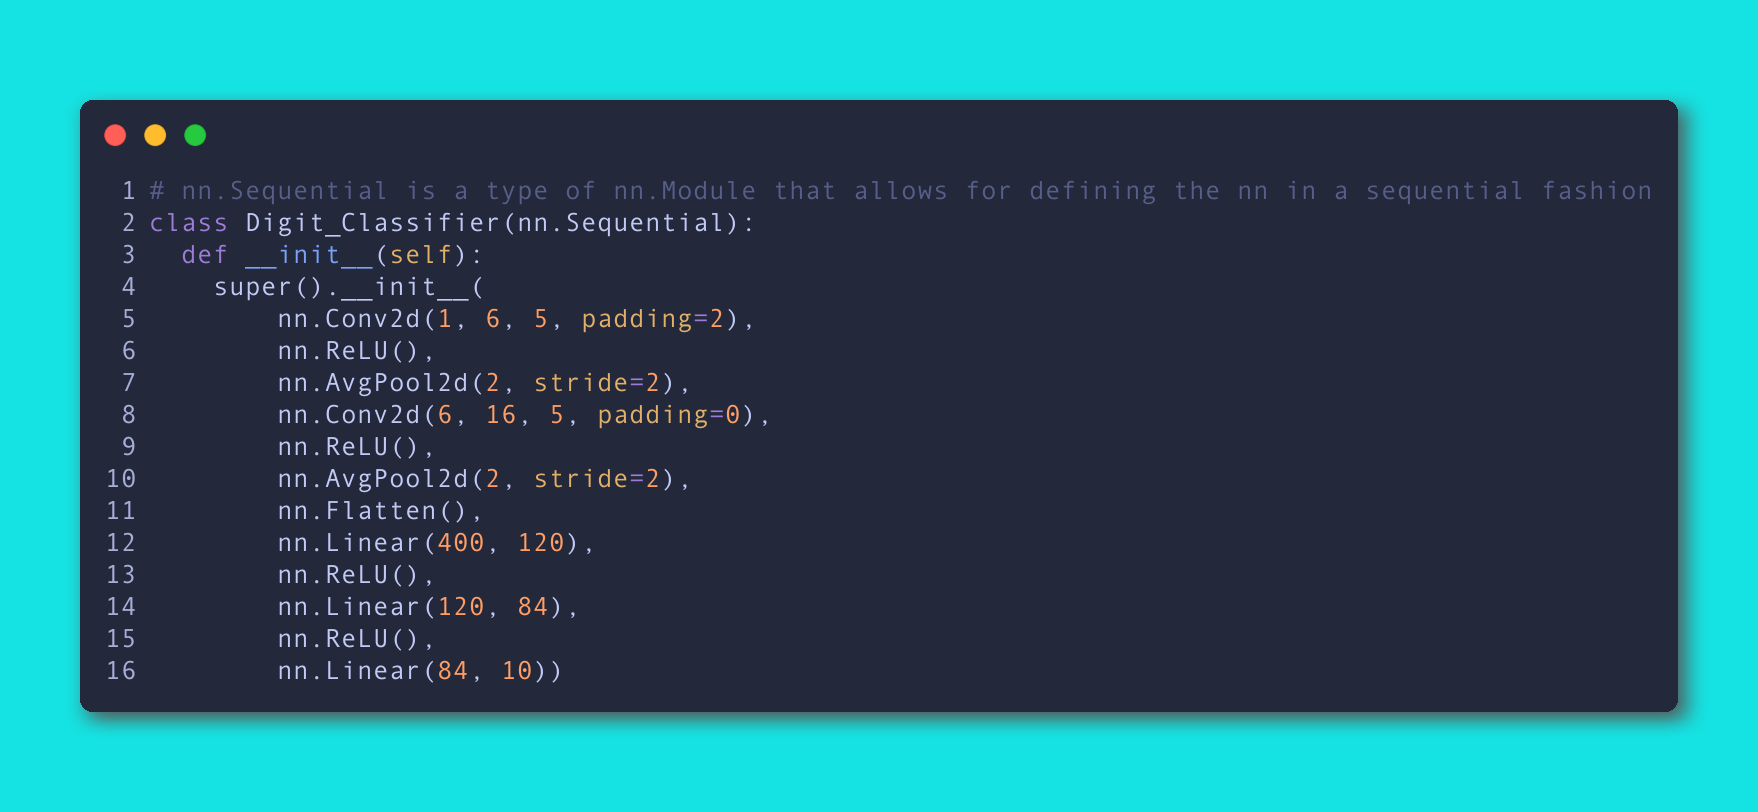 1 # nn.Sequential is a type of nn.Module that allows for defining the nn in a sequential fashion
2 class Digit_Classifier(nn.Sequential):
3   def __init__(self):
4     super().__init__(
5         nn.Conv2d(1, 6, 5, padding=2),
6         nn.ReLU(),
7         nn.AvgPool2d(2, stride=2),
8         nn.Conv2d(6, 16, 5, padding=0),
9         nn.ReLU(),
10         nn.AvgPool2d(2, stride=2),
11         nn.Flatten(),
12         nn.Linear(400, 120),
13         nn.ReLU(),
14         nn.Linear(120, 84),
15         nn.ReLU(),
16         nn.Linear(84, 10))